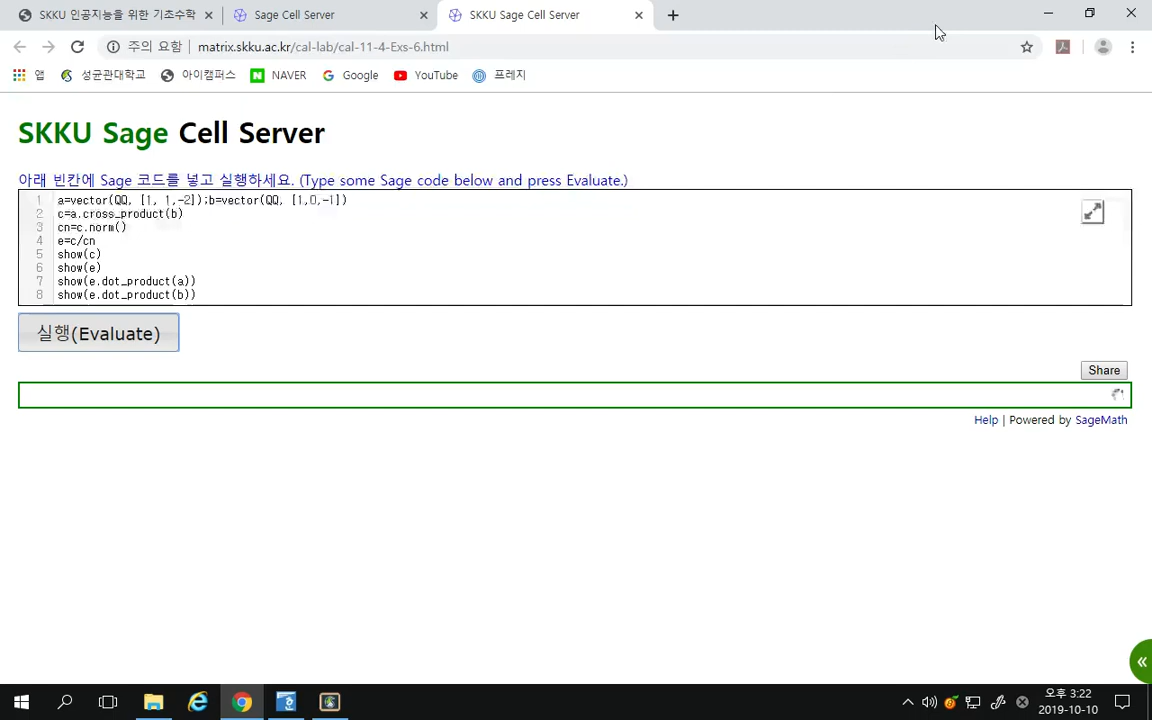 SKKU 인공지능을 위한 기초수학
Sage Cell Server
SKKU Sage Cell Server
주의 요함 | matrix.skku.ac.kr/cal-lab/cal-11-4-Exs-6.html
앱 성균관대학교 아이캠퍼스 NAVER Google YouTube 프레지
SKKU Sage Cell Server
아래 빈칸에 Sage 코드를 넣고 실행하세요. (Type some Sage code below and press Evaluate.)
1 a=vector(QQ, [1, 1,-2]);b=vector(QQ, [1,0,-1])
2 c=a.cross_product(b)
3 cn=c.norm()
4 e=c/cn
5 show(c)
6 show(e)
7 show(e.dot_product(a))
8 show(e.dot_product(b))
실행(Evaluate)
Share
Help | Powered by SageMath
오후 3:22
2019-10-10